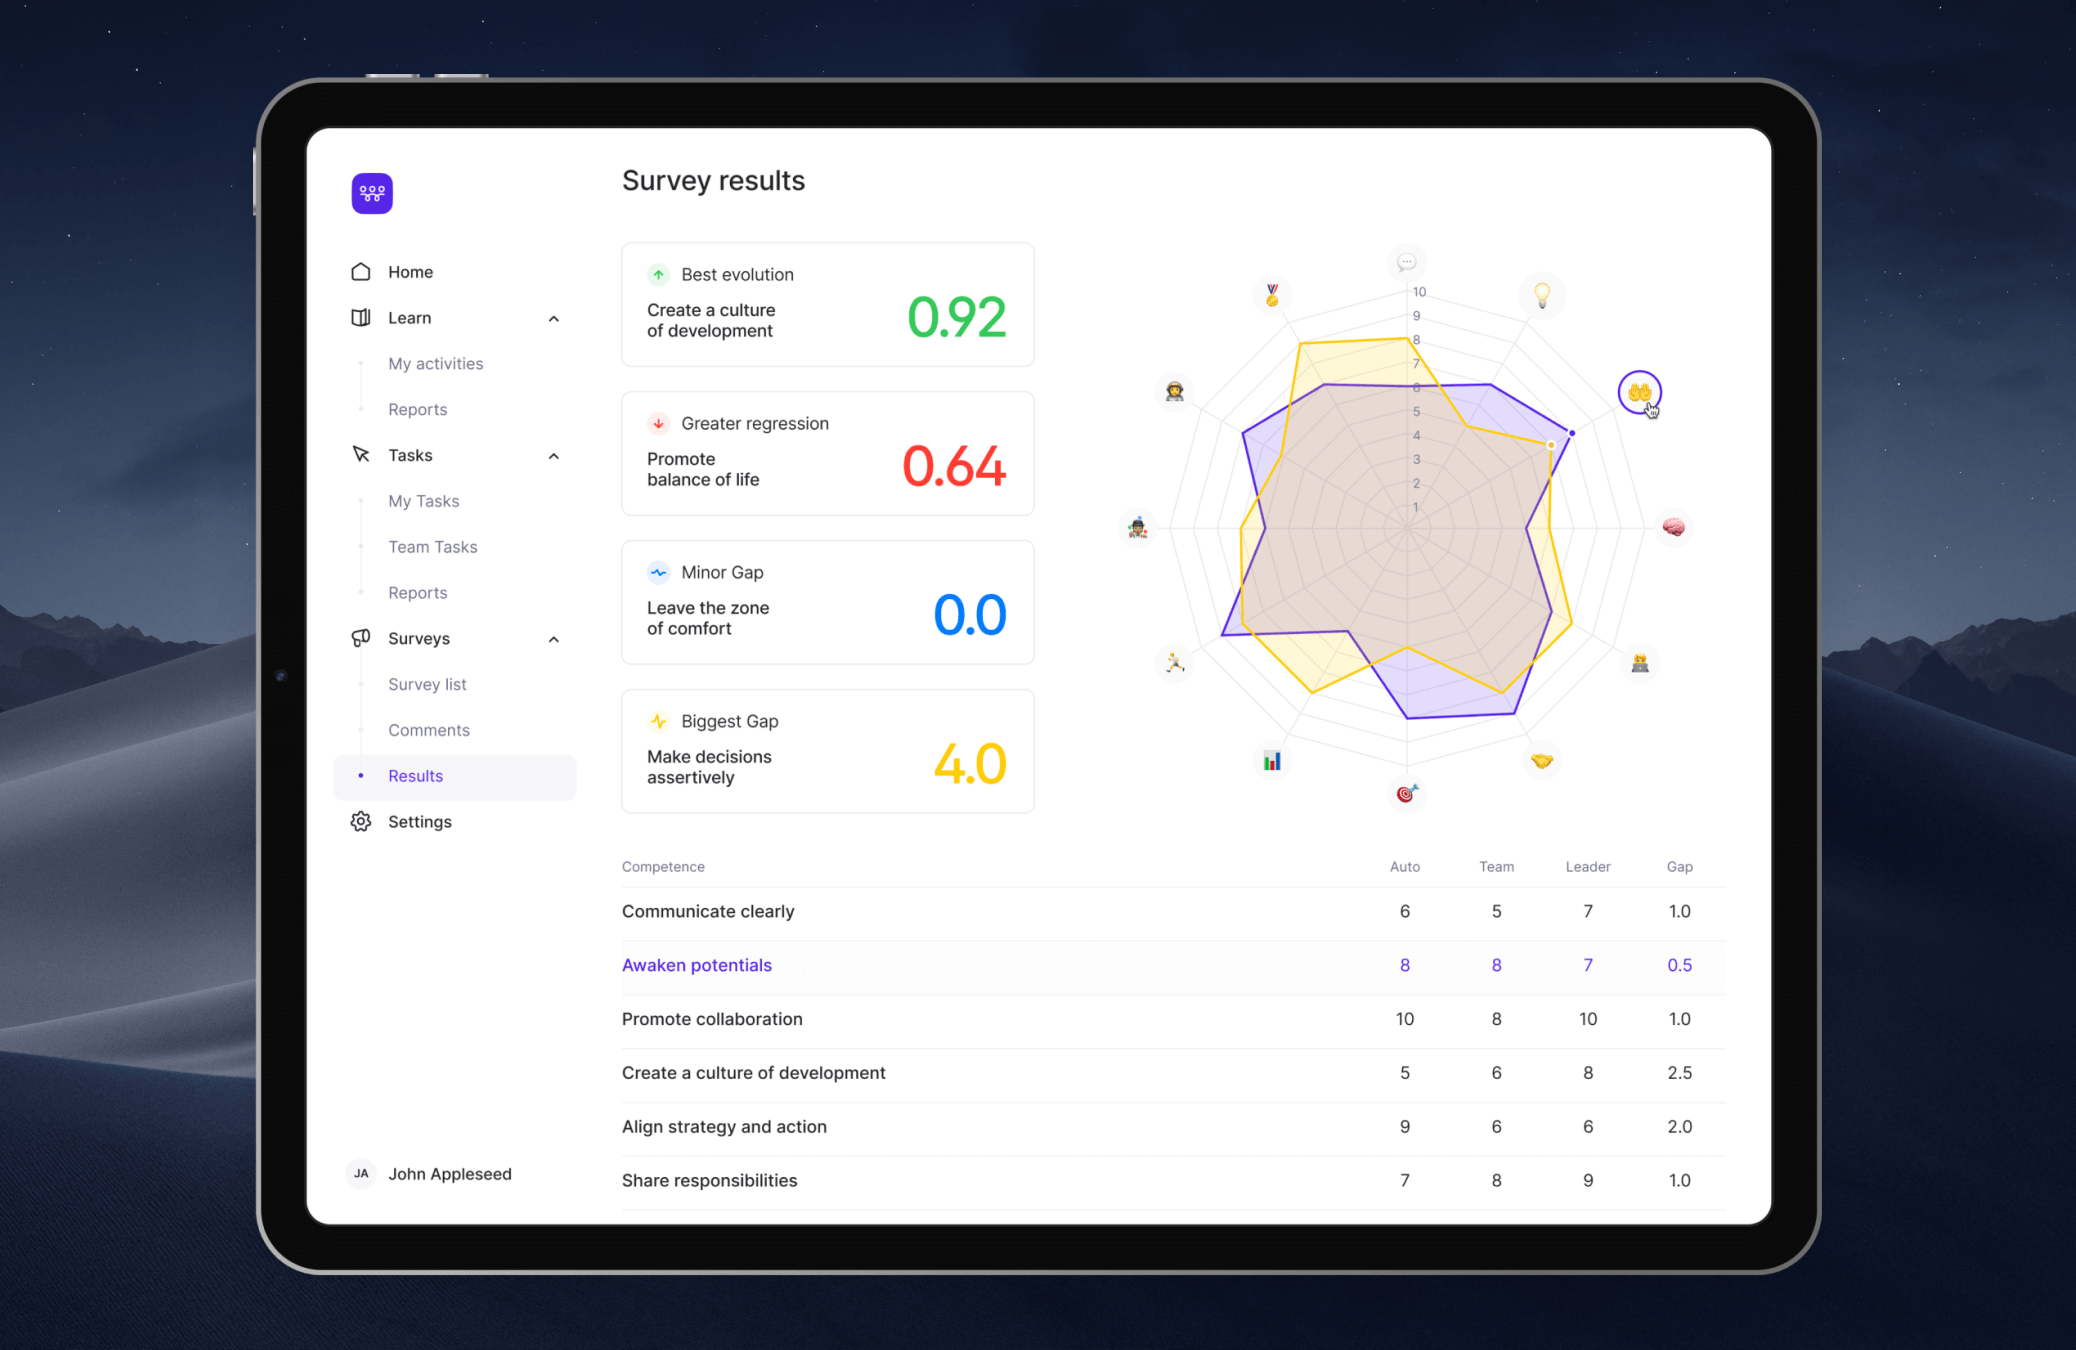 Survey results
Home
Learn
My activities
Reports
Tasks
My Tasks
Team Tasks
Reports
Surveys
Survey list
Comments
Results
Settings
JA
John Appleseed
Best evolution
Create a culture
of development
0.92
Greater regression
Promote
balance of life
0.64
Minor Gap
Leave the zone
of comfort
0.0
Biggest Gap
Make decisions
assertively
4.0
10
9
8
7
6
5
4
3
2
1
Competence Auto Team Leader Gap
Communicate clearly 6 5 7 1.0
Awaken potentials 8 8 7 0.5
Promote collaboration 10 8 10 1.0
Create a culture of development 5 6 8 2.5
Align strategy and action 9 6 6 2.0
Share responsibilities 7 8 9 1.0